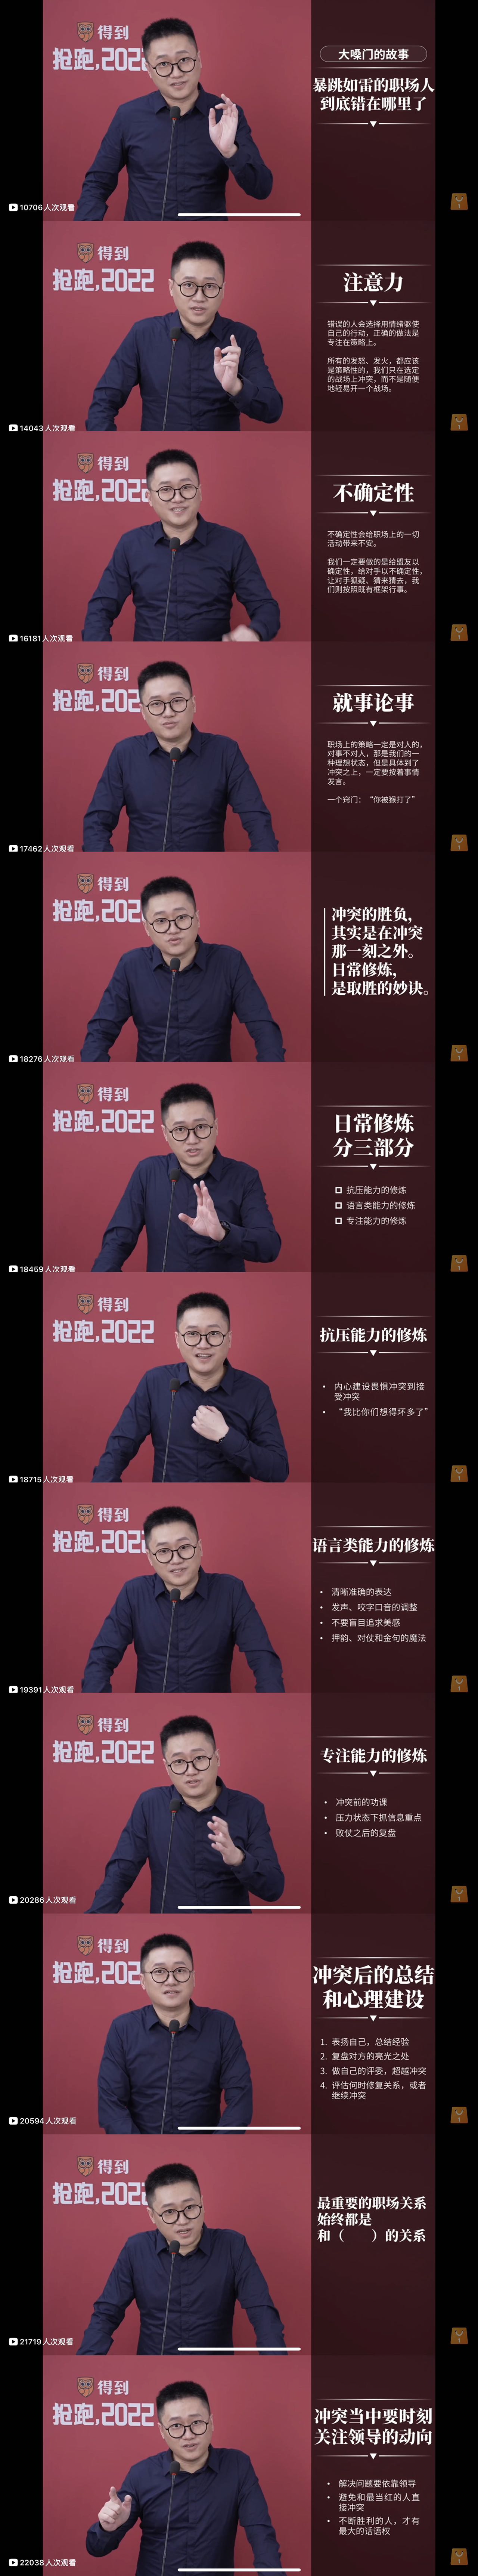 得到
抢跑,2022
大嗓门的故事
暴跳如雷的职场人
到底错在哪里了
10706人次观看
得到
抢跑,2022
注意力
错误的人会选择用情绪驱使
自己的行动，正确的做法是
专注在策略上。
所有的发怒、发火，都应该
是策略性的，我们只在选定
的战场上冲突，而不是随便
地轻易开一个战场。
14043人次观看
得到
抢跑,2022
不确定性
不确定性会给职场上的一切
活动带来不安。
我们一定要做的是给盟友以
确定性，给对手以不确定性，
让对手狐疑、猜来猜去，我
们则按照既有框架行事。
16181人次观看
得到
抢跑,202
就事论事
职场上的策略一定是对人的，
对事不对人，那是我们的一
种理想状态，但是具体到了
冲突之上，一定要按着事情
发言。
一个窍门：“你被猴打了”
17462人次观看
得到
抢跑,202
冲突的胜负，
其实是在冲突
那一刻之外。
日常修炼，
是取胜的妙诀。
18276人次观看
得到
抢跑,2022
日常修炼
分三部分
抗压能力的修炼
语言类能力的修炼
专注能力的修炼
18459人次观看
得到
抢跑,2022
抗压能力的修炼
• 内心建设畏惧冲突到接
受冲突
• “我比你们想得坏多了”
18715人次观看
得到
抢跑,2022
语言类能力的修炼
• 清晰准确的表达
• 发声、咬字口音的调整
• 不要盲目追求美感
• 押韵、对仗和金句的魔法
19391人次观看
得到
抢跑,2022
专注能力的修炼
• 冲突前的功课
• 压力状态下抓信息重点
• 败仗之后的复盘
20286人次观看
得到
抢跑,202
冲突后的总结
和心理建设
1. 表扬自己，总结经验
2. 复盘对方的亮光之处
3. 做自己的评委，超越冲突
4. 评估何时修复关系，或者
继续冲突
20594人次观看
得到
抢跑,2022
最重要的职场关系
始终都是
和（　　）的关系
21719人次观看
得到
抢跑,2022
冲突当中要时刻
关注领导的动向
• 解决问题要依靠领导
• 避免和最当红的人直
接冲突
• 不断胜利的人，才有
最大的话语权
22038人次观看